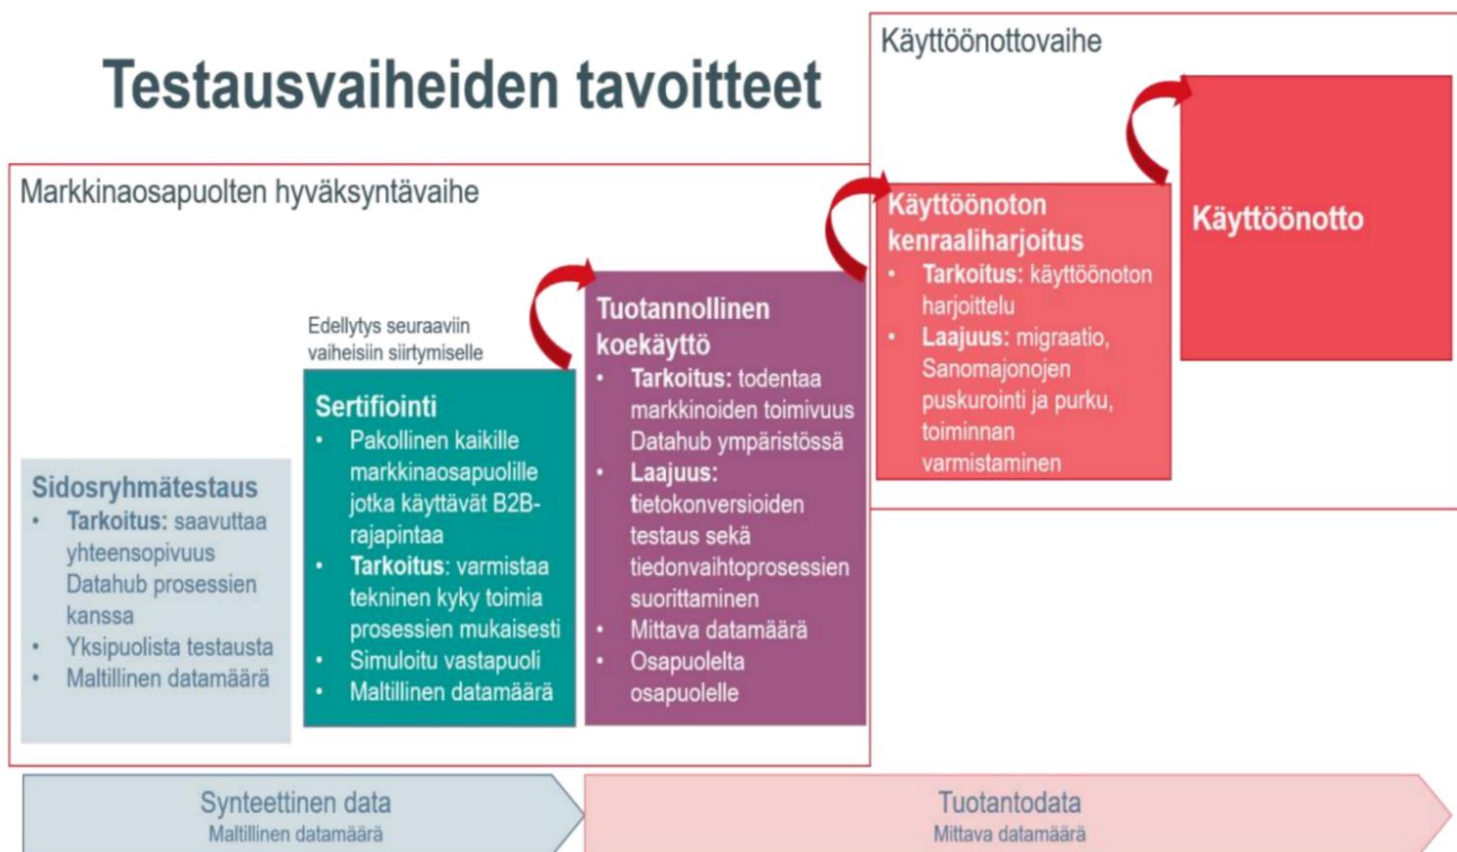 Testausvaiheiden tavoitteet
Käyttöönottovaihe
Markkinaosapuolten hyväksyntävaihe
Sidosryhmätestaus
• Tarkoitus: saavuttaa
yhteensopivuus
Datahub prosessien
kanssa
• Yksipuolista testausta
• Maltillinen datamäärä
Edellytys seuraaviin
vaiheisiin siirtymiselle
Sertifiointi
• Pakollinen kaikille
markkinaosapuolille
jotka käyttävät B2B-
rajapintaa
• Tarkoitus: varmistaa
tekninen kyky toimia
prosessien mukaisesti
• Simuloitu vastapuoli
• Maltillinen datamäärä
Tuotannollinen
koekäyttö
• Tarkoitus: todentaa
markkinoiden toimivuus
Datahub ympäristössä
• Laajuus:
tietokonversioiden
testaus sekä
tiedonvaihtoprosessien
suorittaminen
• Mittava datamäärä
• Osapuolelta
osapuolelle
Käyttöönoton
kenraaliharjoitus
• Tarkoitus: käyttöönoton
harjoittelu
• Laajuus: migraatio,
Sanomajonojen
puskurointi ja purku,
toiminnan
varmistaminen
Käyttöönotto
Synteettinen data
Maltillinen datamäärä
Tuotantodata
Mittava datamäärä